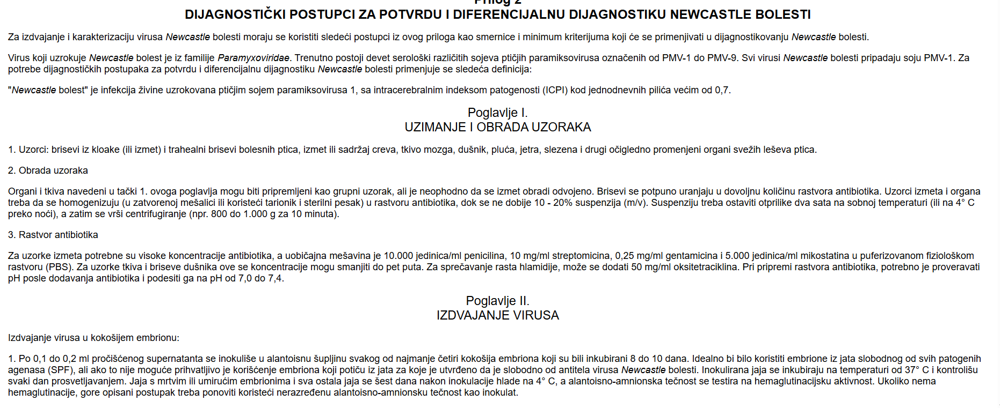 Prilog 2
DIJAGNOSTIČKI POSTUPCI ZA POTVRDU I DIFERENCIJALNU DIJAGNOSTIKU NEWCASTLE BOLESTI
Za izdvajanje i karakterizaciju virusa Newcastle bolesti moraju se koristiti sledeći postupci iz ovog priloga kao smernice i minimum kriterijuma koji će se primenjivati u dijagnostikovanju Newcastle bolesti.
Virus koji uzrokuje Newcastle bolest je iz familije Paramyxoviridae. Trenutno postoji devet serološki različitih sojeva ptičjih paramiksovirusa označenih od PMV-1 do PMV-9. Svi virusi Newcastle bolesti pripadaju soju PMV-1. Za
potrebe dijagnostičkih postupaka za potvrdu i diferencijalnu dijagnostiku Newcastle bolesti primenjuje se sledeća definicija:
"Newcastle bolest" je infekcija živine uzrokovana ptičjim sojem paramiksovirusa 1, sa intracerebralnim indeksom patogenosti (ICPI) kod jednodnevnih pilića većim od 0,7.
Poglavlje I.
UZIMANJE I OBRADA UZORAKA
1. Uzorci: brisevi iz kloake (ili izmet) i trahealni brisevi bolesnih ptica, izmet ili sadržaj creva, tkivo mozga, dušnik, pluća, jetra, slezena i drugi očigledno promenjeni organi svežih leševa ptica.
2. Obrada uzoraka
Organi i tkiva navedeni u tački 1. ovoga poglavlja mogu biti pripremljeni kao grupni uzorak, ali je neophodno da se izmet obradi odvojeno. Brisevi se potpuno uranjaju u dovoljnu količinu rastvora antibiotika. Uzorci izmeta i organa
treba da se homogenizuju (u zatvorenoj mešalici ili koristeći tarionik i sterilni pesak) u rastvoru antibiotika, dok se ne dobije 10 - 20% suspenzija (m/v). Suspenziju treba ostaviti otprilike dva sata na sobnoj temperaturi (ili na 4° C
preko noći), a zatim se vrši centrifugiranje (npr. 800 do 1.000 g za 10 minuta).
3. Rastvor antibiotika
Za uzorke izmeta potrebne su visoke koncentracije antibiotika, a uobičajna mešavina je 10.000 jedinica/ml penicilina, 10 mg/ml streptomicina, 0,25 mg/ml gentamicina i 5.000 jedinica/ml mikostatina u puferizovanom fiziološkom
rastvoru (PBS). Za uzorke tkiva i briseve dušnika ove se koncentracije mogu smanjiti do pet puta. Za sprečavanje rasta hlamidije, može se dodati 50 mg/ml oksitetraciklina. Pri pripremi rastvora antibiotika, potrebno je proveravati
pH posle dodavanja antibiotika i podesiti ga na pH od 7,0 do 7,4.
Poglavlje II.
IZDVAJANJE VIRUSA
Izdvajanje virusa u kokošijem embrionu:
1. Po 0,1 do 0,2 ml pročišćenog supernatanta se inokuliše u alantoisnu šupljinu svakog od najmanje četiri kokošija embriona koji su bili inkubirani 8 do 10 dana. Idealno bi bilo koristiti embrione iz jata slobodnog od svih patogenih
agenasa (SPF), ali ako to nije moguće prihvatljivo je korišćenje embriona koji potiču iz jata za koje je utvrđeno da je slobodno od antitela virusa Newcastle bolesti. Inokulirana jaja se inkubiraju na temperaturi od 37° C i kontrolišu
svaki dan prosvetljavanjem. Jaja s mrtvim ili umirućim embrionima i sva ostala jaja se šest dana nakon inokulacije hlade na 4° C, a alantoisno-amnionska tečnost se testira na hemaglutinacijsku aktivnost. Ukoliko nema
hemaglutinacije, gore opisani postupak treba ponoviti koristeći nerazređenu alantoisno-amnionsku tečnost kao inokulat.